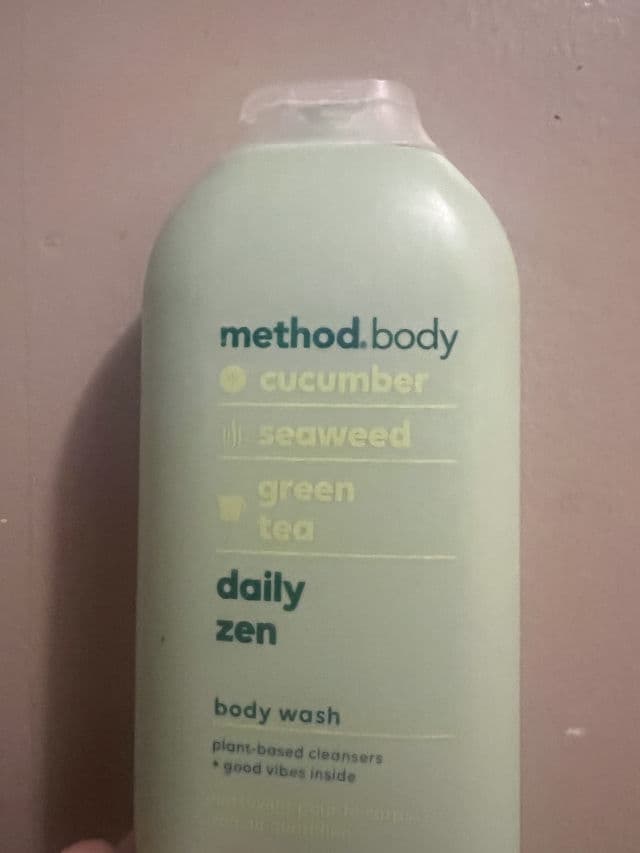 method.body
cucumber
seaweed
green
tea
daily
zen
body wash
plant-based cleansers
* good vibes inside